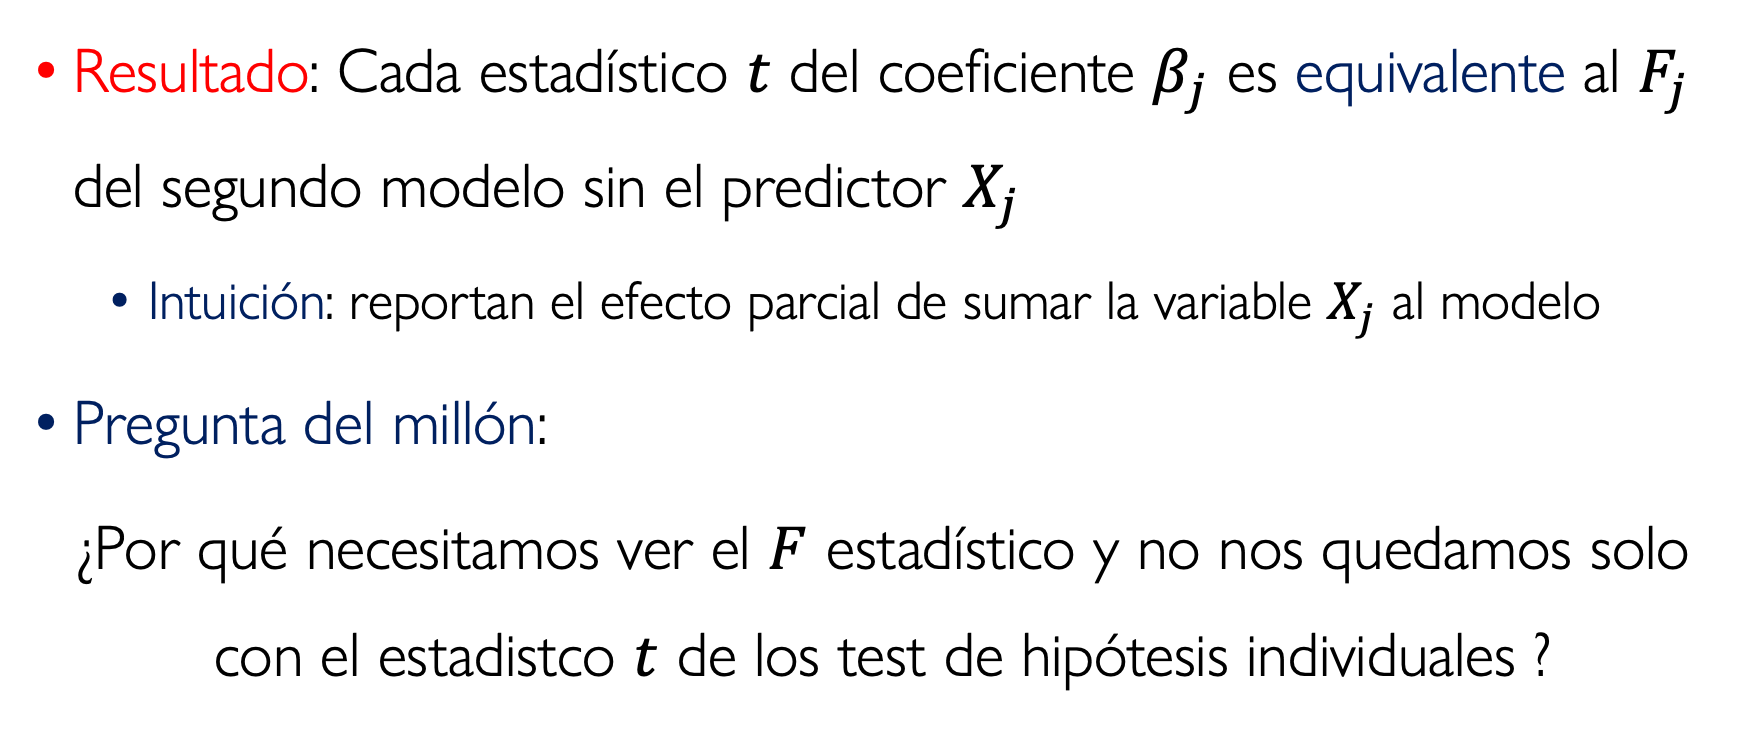 • Resultado: Cada estadístico t del coeficiente βj es equivalente al Fj
del segundo modelo sin el predictor Xj
• Intuición: reportan el efecto parcial de sumar la variable Xj al modelo
• Pregunta del millón:
¿Por qué necesitamos ver el F estadístico y no nos quedamos solo
con el estadistco t de los test de hipótesis individuales ?